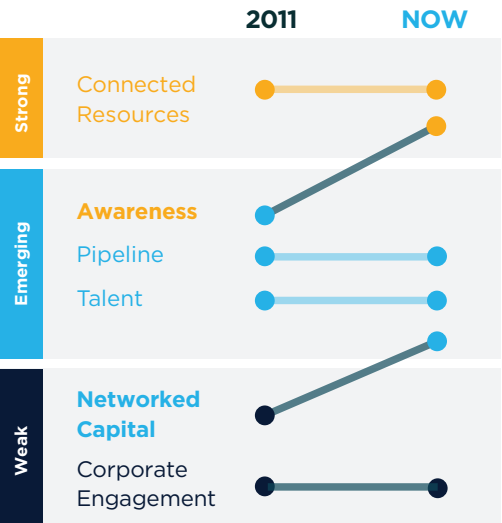 2011 NOW
Strong
Connected
Resources
Emerging
Awareness
Pipeline
Talent
Weak
Networked
Capital
Corporate
Engagement